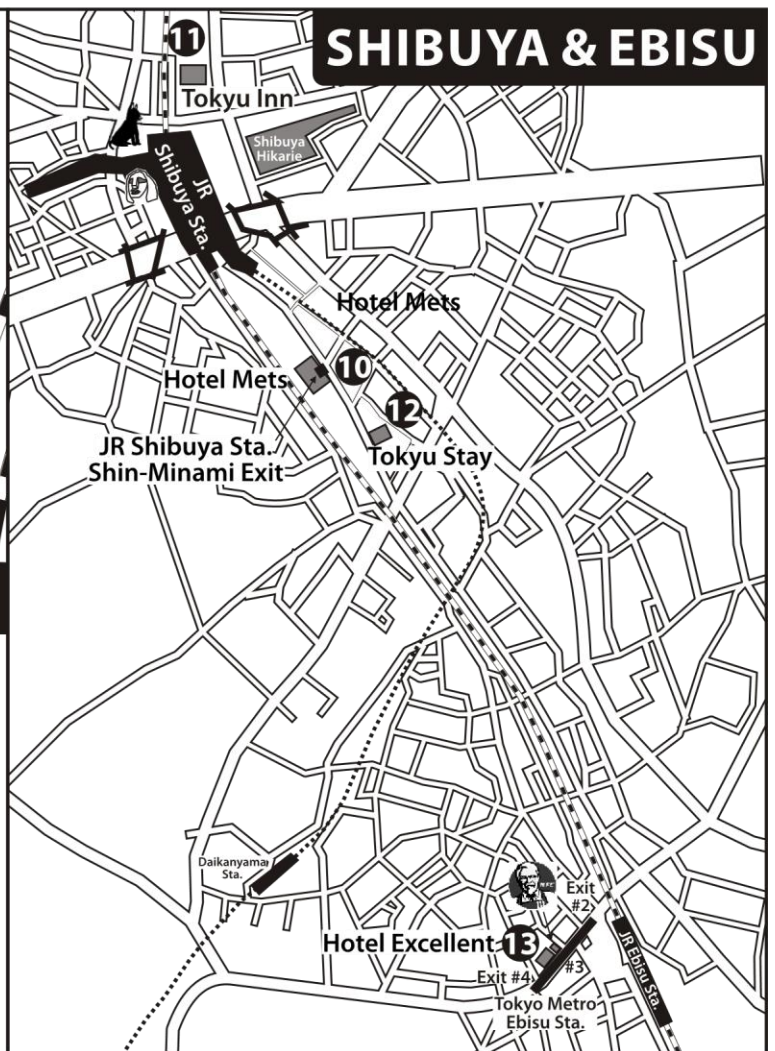 SHIBUYA & EBISU
11
Tokyu Inn
Shibuya
Hikarie
JR
Shibuya Sta.
Hotel Mets
10
Hotel Mets
12
JR Shibuya Sta.
Shin-Minami Exit
Tokyu Stay
Daikanyama
Sta.
KFC
Exit
#2
Hotel Excellent
13
#3
Exit #4
JR Ebisu Sta.
Tokyo Metro
Ebisu Sta.